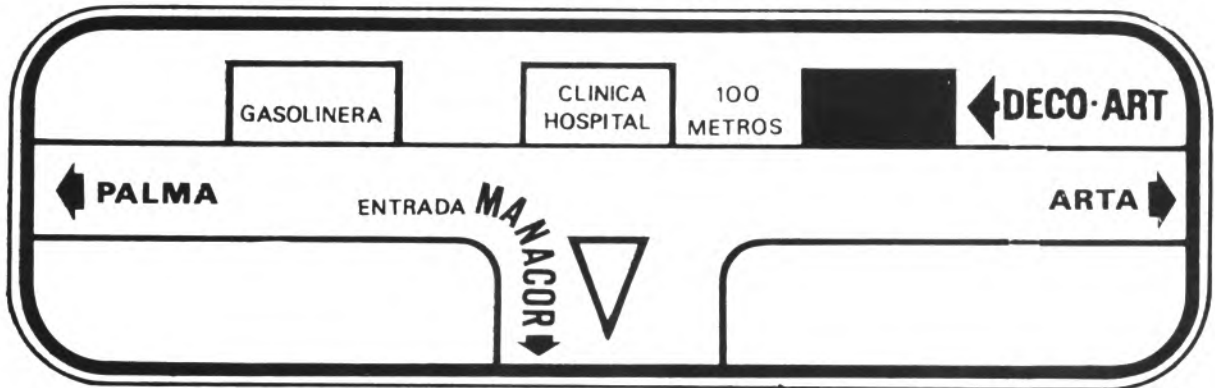 GASOLINERA
CLINICA
HOSPITAL
100
METROS
DECO·ART
PALMA
ENTRADA MANACOR
ARTA